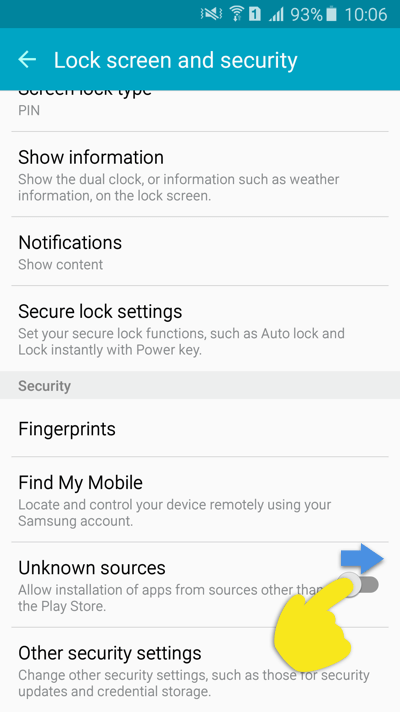 1 93% 10:06
Lock screen and security
Screen lock type
PIN
Show information
Show the dual clock, or information such as weather
information, on the lock screen.
Notifications
Show content
Secure lock settings
Set your secure lock functions, such as Auto lock and
Lock instantly with Power key.
Security
Fingerprints
Find My Mobile
Locate and control your device remotely using your
Samsung account.
Unknown sources
Allow installation of apps from sources other than
the Play Store.
Other security settings
Change other security settings, such as those for security
updates and credential storage.